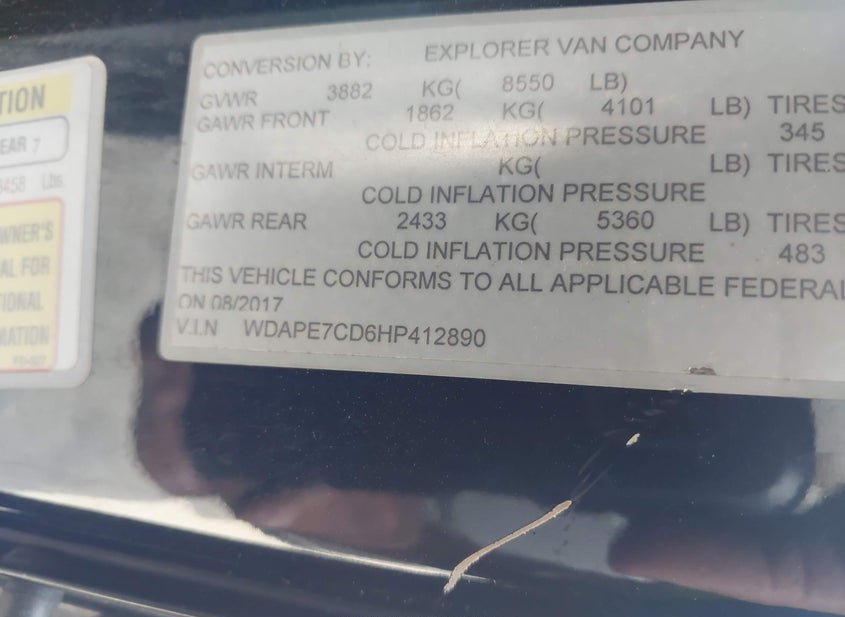 TION
EAR 7
3458 Lbs.
WNER'S
AL FOR
TIONAL
MATION
CONVERSION BY: EXPLORER VAN COMPANY
GVWR 3882 KG( 8550 LB)
GAWR FRONT 1862 KG( 4101 LB) TIRES
COLD INFLATION PRESSURE 345
GAWR INTERM KG( LB) TIRES
COLD INFLATION PRESSURE
GAWR REAR 2433 KG( 5360 LB) TIRES
COLD INFLATION PRESSURE 483
THIS VEHICLE CONFORMS TO ALL APPLICABLE FEDERAL
ON 08/2017
V.I.N WDAPE7CD6HP412890